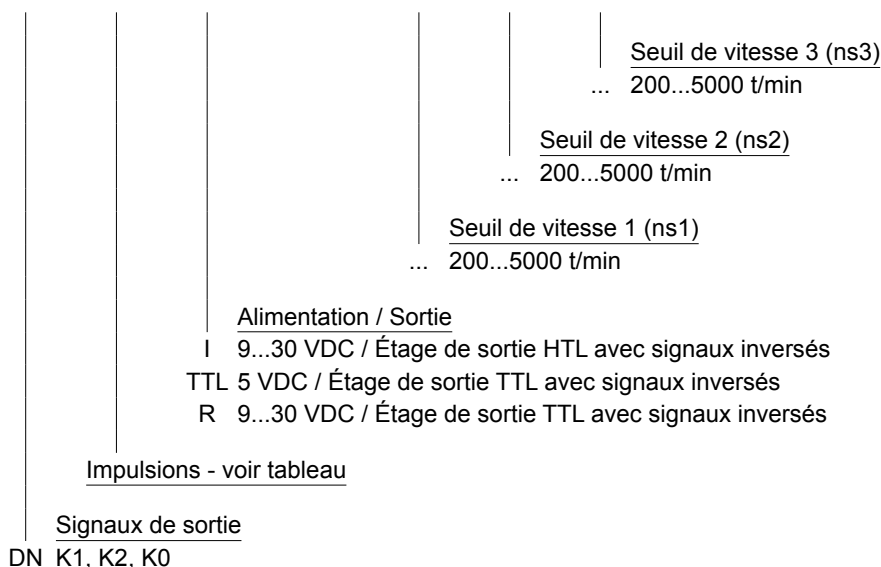 Seuil de vitesse 3 (ns3)
... 200...5000 t/min
Seuil de vitesse 2 (ns2)
... 200...5000 t/min
Seuil de vitesse 1 (ns1)
... 200...5000 t/min
Alimentation / Sortie
I 9...30 VDC / Étage de sortie HTL avec signaux inversés
TTL 5 VDC / Étage de sortie TTL avec signaux inversés
R 9...30 VDC / Étage de sortie TTL avec signaux inversés
Impulsions - voir tableau
Signaux de sortie
DN K1, K2, K0